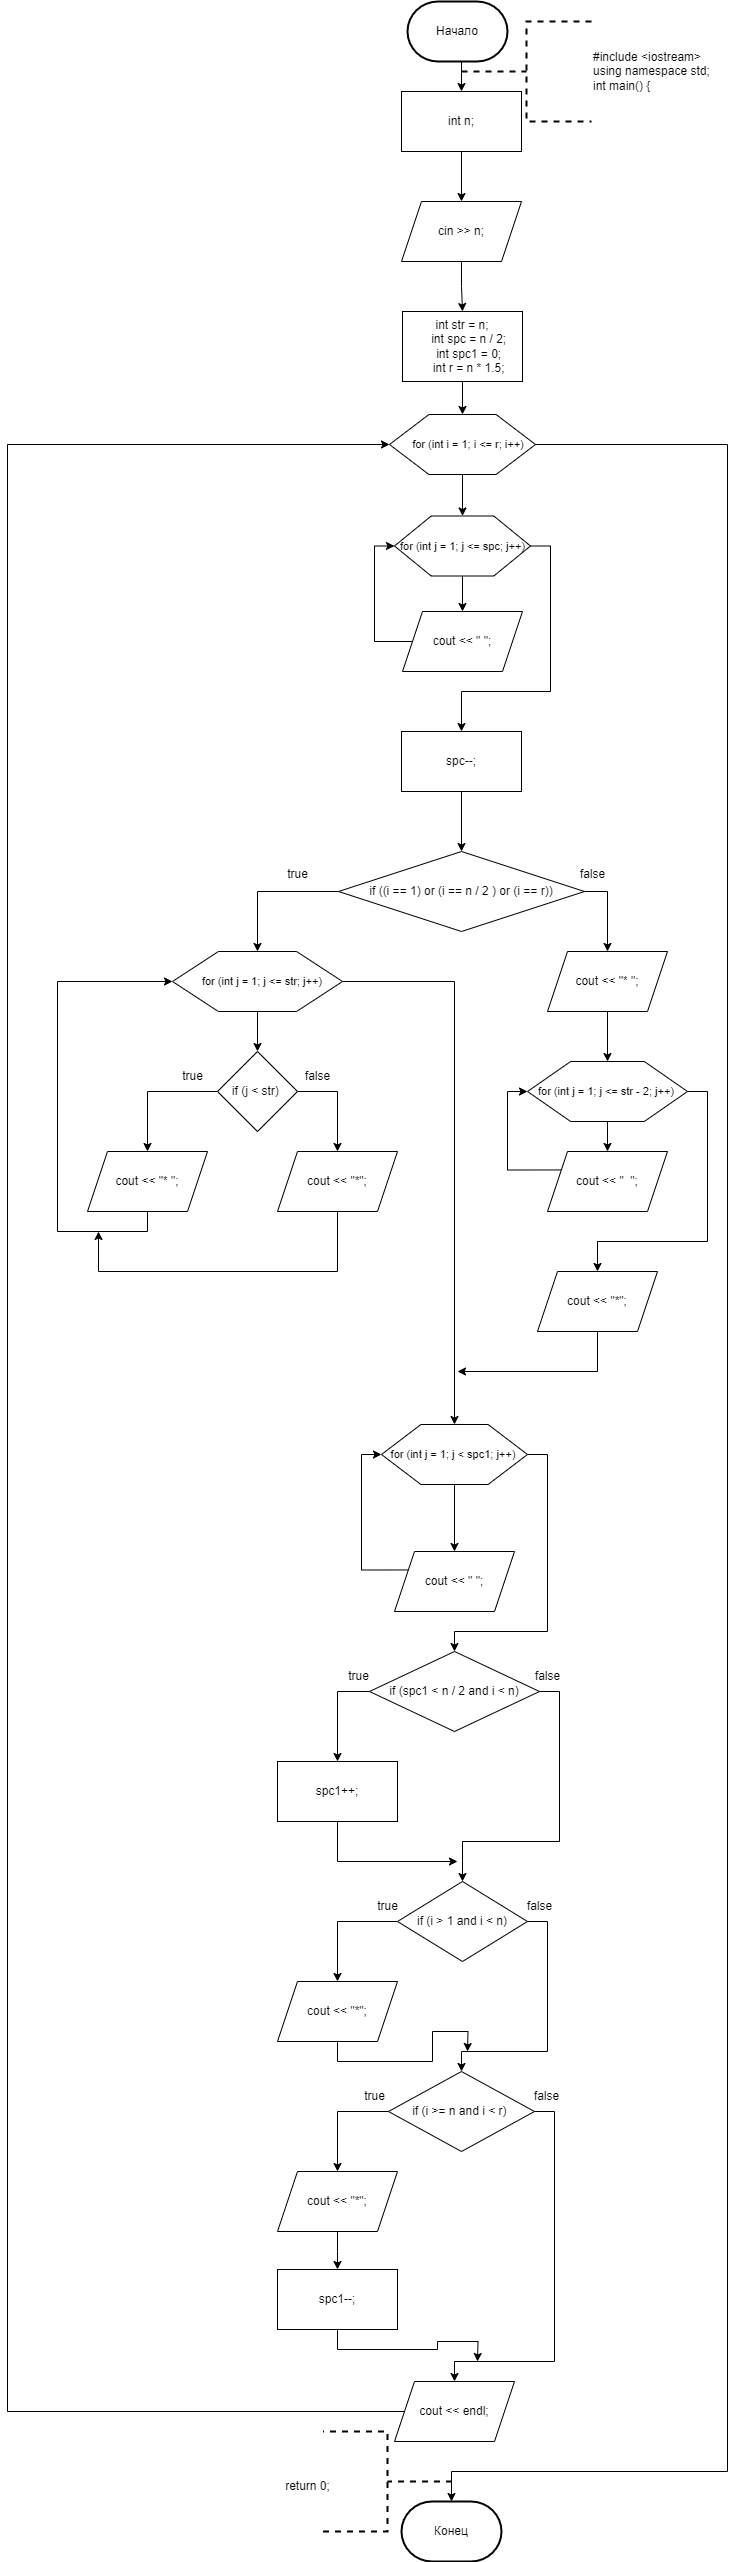 Начало
#include <iostream>
using namespace std;
int main() {
int n;
cin >> n;
int str = n;
int spc = n / 2;
int spc1 = 0;
int r = n * 1.5;
for (int i = 1; i <= r; i++)
for (int j = 1; j <= spc; j++)
cout << " ";
spc--;
true
false
if ((i == 1) or (i == n / 2 ) or (i == r))
for (int j = 1; j <= str; j++)
cout << "* ";
true
false
if (j < str)
for (int j = 1; j <= str - 2; j++)
cout << "* ";
cout << "*";
cout << "  ";
cout << "*";
for (int j = 1; j < spc1; j++)
cout << " ";
true
false
if (spc1 < n / 2 and i < n)
spc1++;
true
false
if (i > 1 and i < n)
cout << "*";
true
false
if (i >= n and i < r)
cout << "*";
spc1--;
cout << endl;
return 0;
Конец